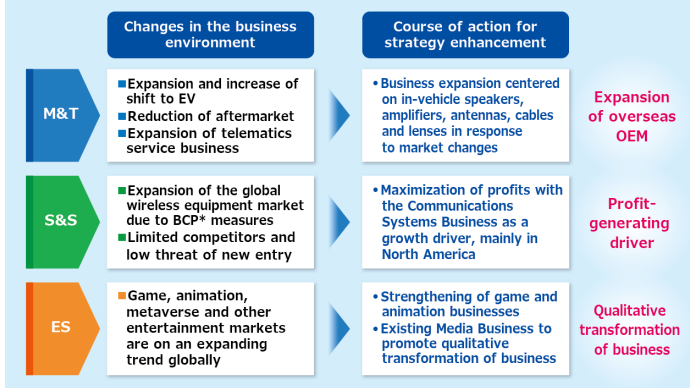 Changes in the business
environment
Course of action for
strategy enhancement
M&T
■Expansion and increase of
shift to EV
■Reduction of aftermarket
■Expansion of telematics
service business
•Business expansion centered
on in-vehicle speakers,
amplifiers, antennas, cables
and lenses in response
to market changes
Expansion
of overseas
OEM
S&S
■Expansion of the global
wireless equipment market
due to BCP* measures
■Limited competitors and
low threat of new entry
•Maximization of profits with
the Communications
Systems Business as a
growth driver, mainly in
North America
Profit-
generating
driver
ES
■Game, animation,
metaverse and other
entertainment markets
are on an expanding
trend globally
•Strengthening of game and
animation businesses
•Existing Media Business to
promote qualitative
transformation of business
Qualitative
transformation
of business